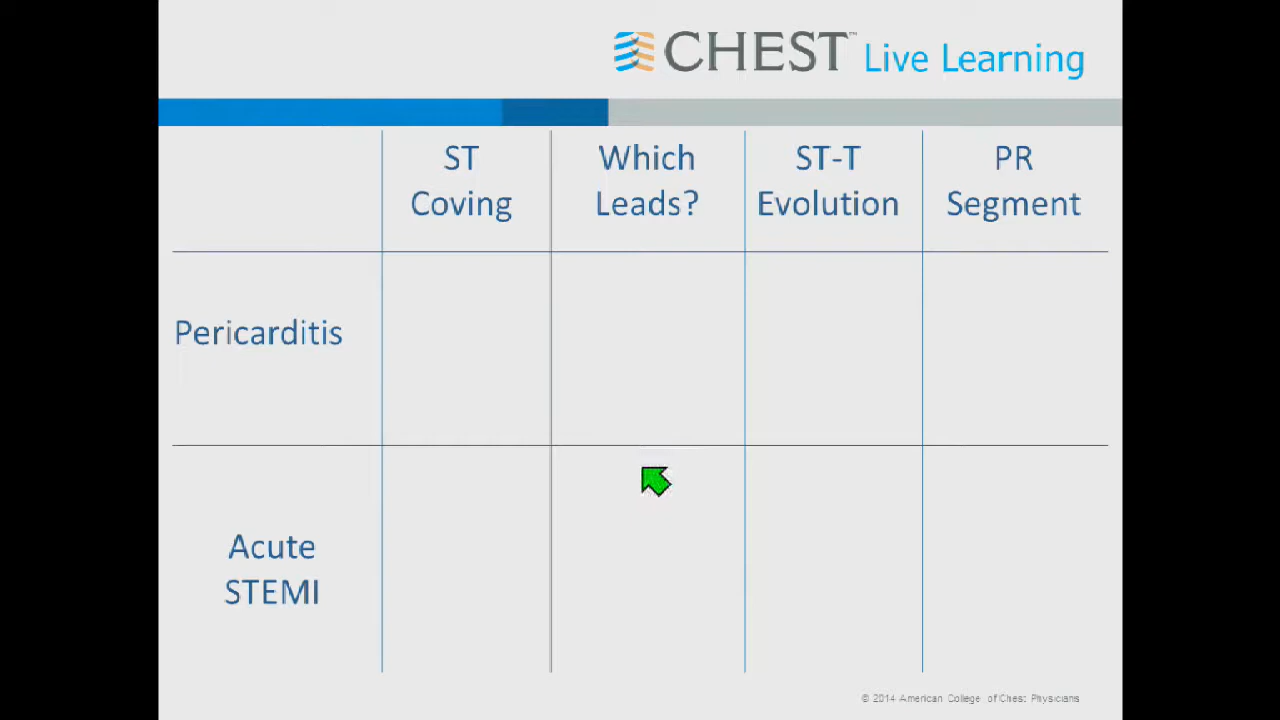 CHEST™ Live Learning
ST Coving
Which Leads?
ST-T Evolution
PR Segment
Pericarditis
Acute STEMI
© 2014 American College of Chest Physicians